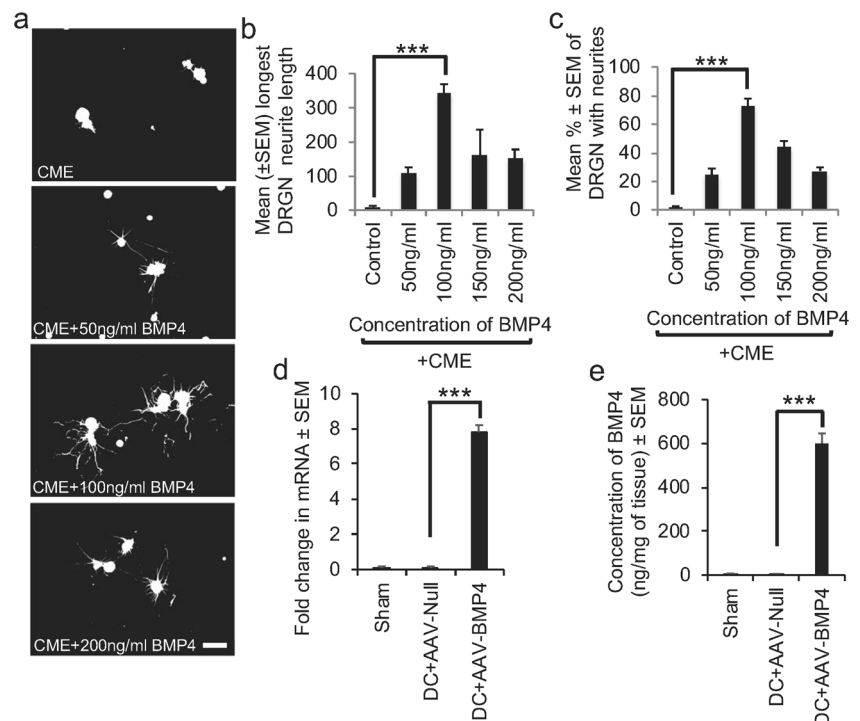 a
CME
CME+50ng/ml BMP4
CME+100ng/ml BMP4
CME+200ng/ml BMP4
b
Mean (±SEM) longest
DRGN neurite length
400
300
200
100
0
***
Control
50ng/ml
100ng/ml
150ng/ml
200ng/ml
Concentration of BMP4
+CME
c
Mean % ± SEM of
DRGN with neurites
100
80
60
40
20
0
***
Control
50ng/ml
100ng/ml
150ng/ml
200ng/ml
Concentration of BMP4
+CME
d
Fold change in mRNA ± SEM
10
8
6
4
2
0
***
Sham
DC+AAV-Null
DC+AAV-BMP4
e
Concentration of BMP4
(ng/mg of tissue) ± SEM
800
600
400
200
0
***
Sham
DC+AAV-Null
DC+AAV-BMP4